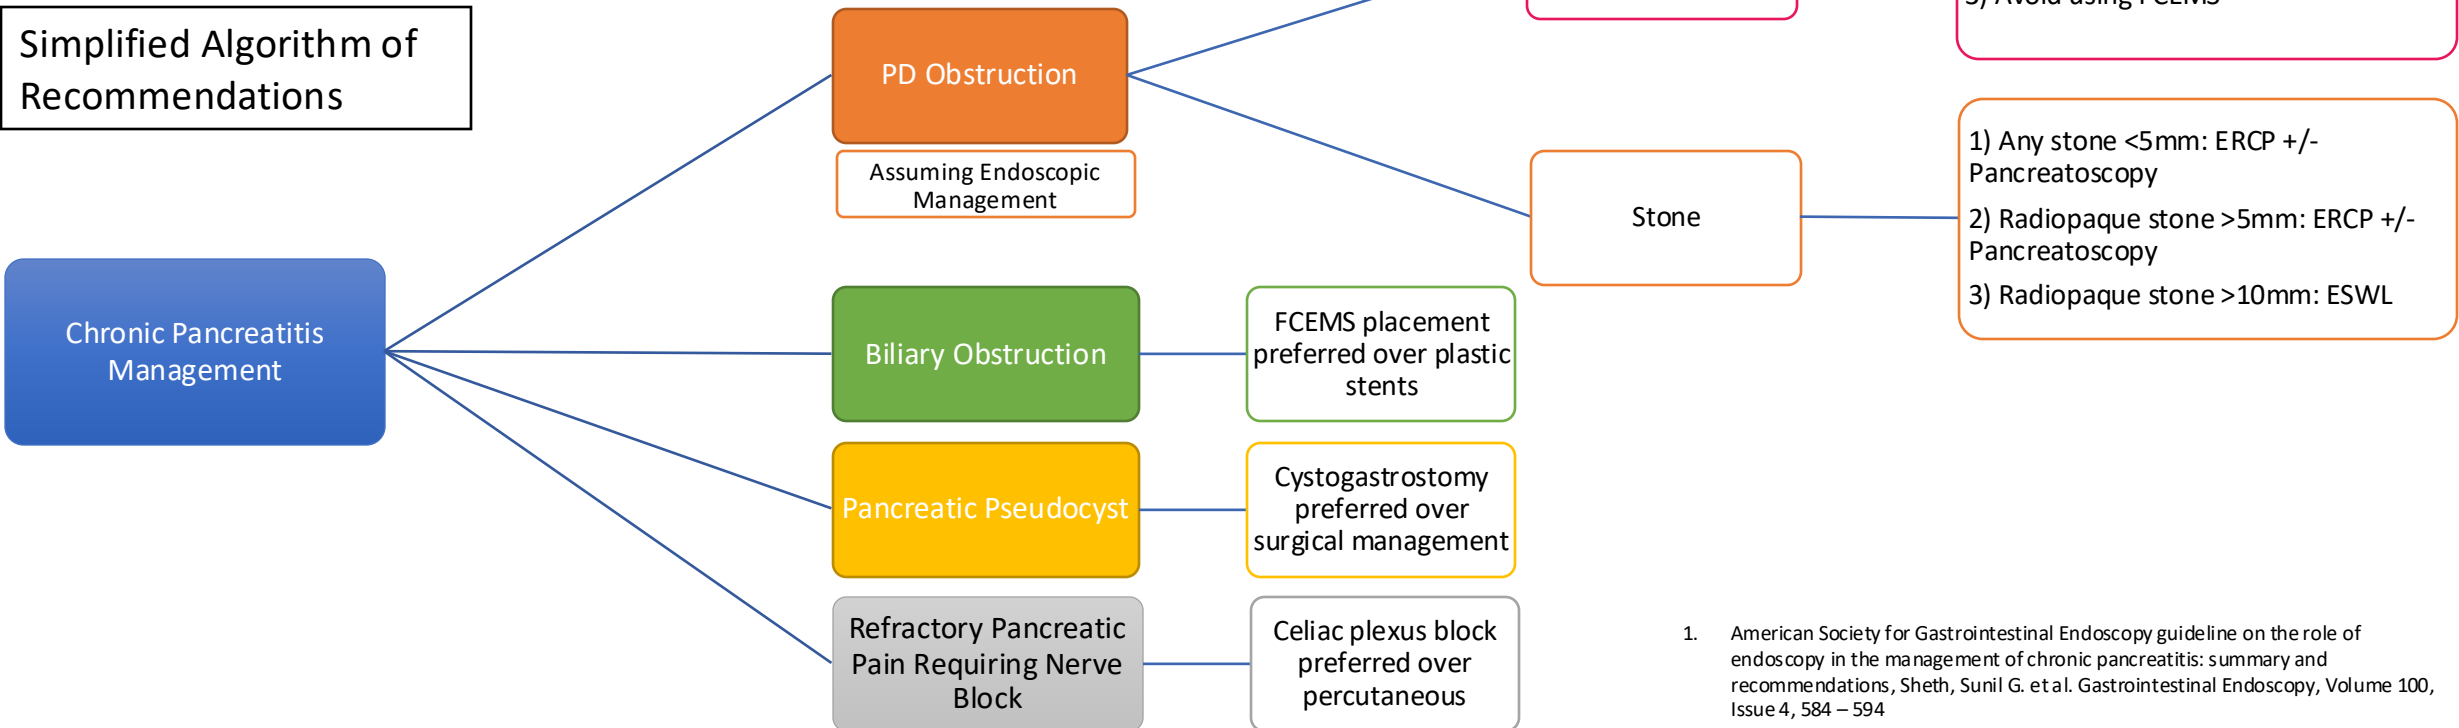 Simplified Algorithm of
Recommendations
PD Obstruction
Assuming Endoscopic
Management
Stone
1) Any stone <5mm: ERCP +/-
Pancreatoscopy
2) Radiopaque stone >5mm: ERCP +/-
Pancreatoscopy
3) Radiopaque stone >10mm: ESWL
Chronic Pancreatitis
Management
Biliary Obstruction
FCEMS placement
preferred over plastic
stents
Pancreatic Pseudocyst
Cystogastrostomy
preferred over
surgical management
Refractory Pancreatic
Pain Requiring Nerve
Block
Celiac plexus block
preferred over
percutaneous
1. American Society for Gastrointestinal Endoscopy guideline on the role of
endoscopy in the management of chronic pancreatitis: summary and
recommendations, Sheth, Sunil G. et al. Gastrointestinal Endoscopy, Volume 100,
Issue 4, 584 – 594